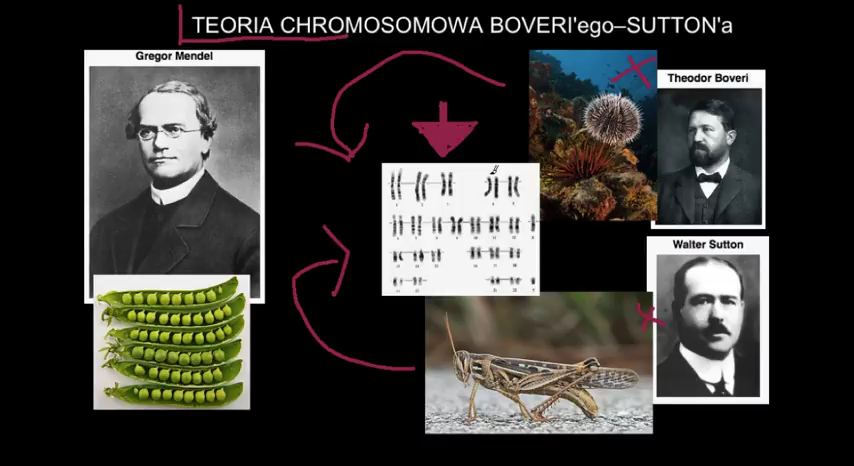 TEORIA CHROMOSOMOWA BOVERI'ego–SUTTON'a
Gregor Mendel
Theodor Boveri
Walter Sutton